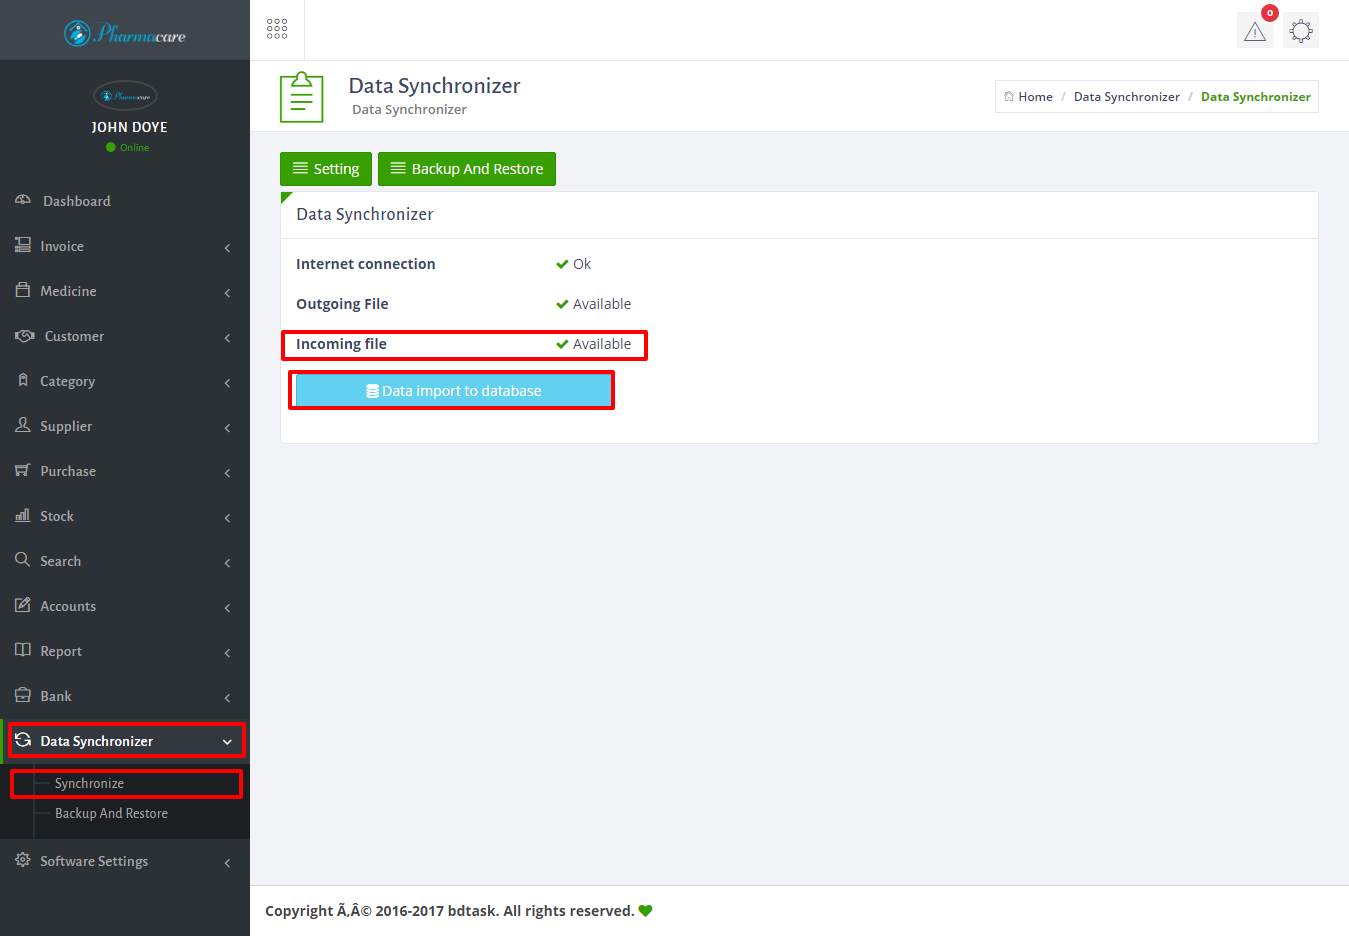 Pharmacare
0
Pharmacare
JOHN DOYE
Online
Dashboard
Invoice
Medicine
Customer
Category
Supplier
Purchase
Stock
Search
Accounts
Report
Bank
Data Synchronizer
Synchronize
Backup And Restore
Software Settings
Data Synchronizer
Data Synchronizer
Home / Data Synchronizer / Data Synchronizer
Setting
Backup And Restore
Data Synchronizer
Internet connection Ok
Outgoing File Available
Incoming file Available
Data import to database
Copyright Ã‚Â© 2016-2017 bdtask. All rights reserved.